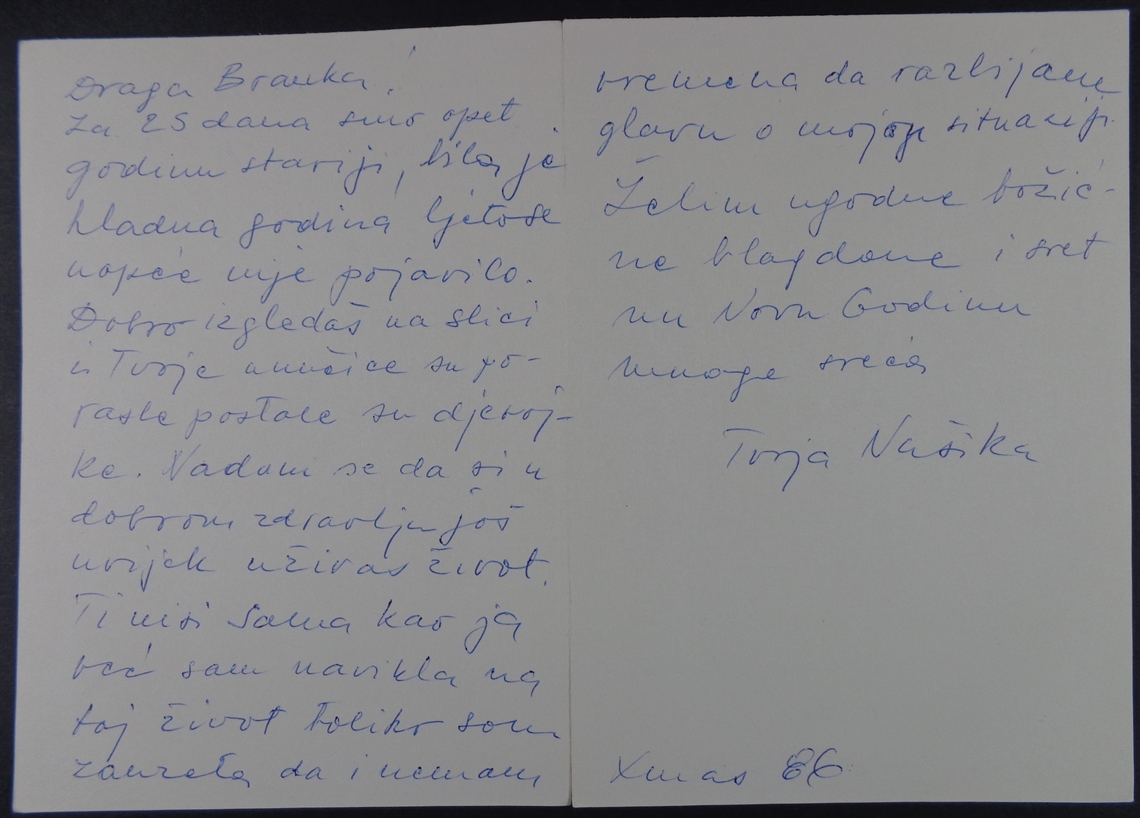 Draga Branka!
Za 25 dana smo opet
godinu stariji, bila je
hladna godina ljeto se
uopće nije pojavilo.
Dobro izgledaš na slici
i Tvoje unučice su po-
rasle postale su djevoj-
ke. Nadam se da si u
dobrom zdravlju još
uvijek uživas život.
Ti nisi sama kao ja
već sam navikla na
taj život toliko sam
zauzeta da i nemam
vremena da razbijam
glavu o mojoj situaciji.
Želim ugodne božić-
ne blagdane i sret
nu Novu Godinu
mnoge sreća
Tvoja Našika
Xmas 86